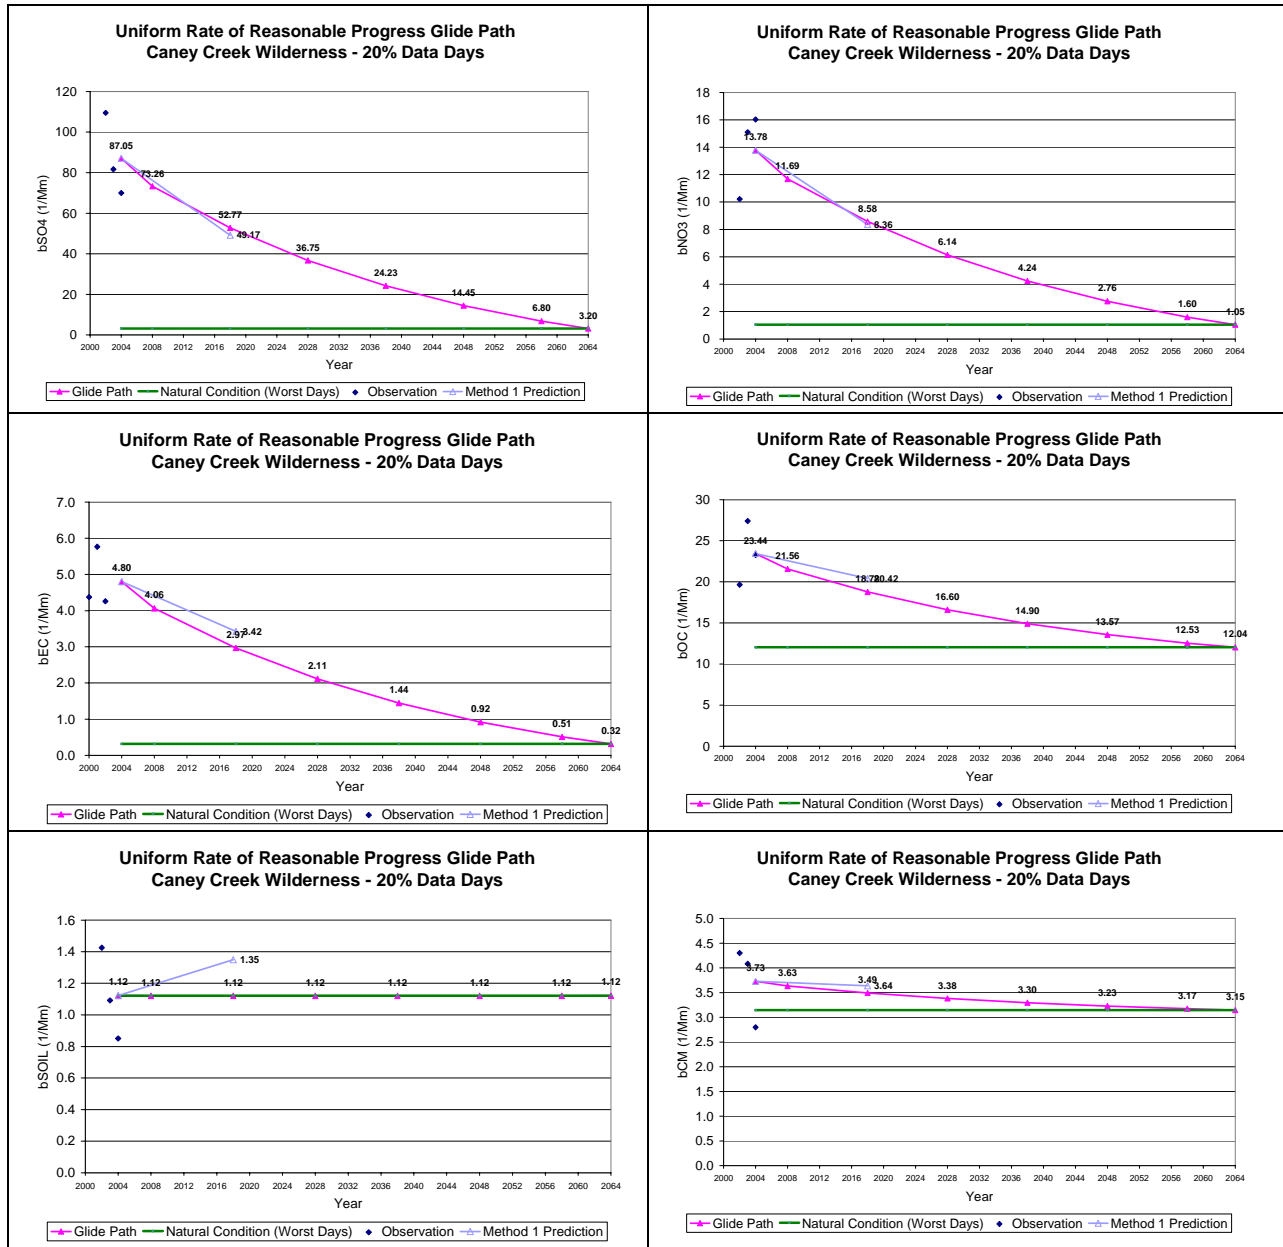 Uniform Rate of Reasonable Progress Glide Path
Caney Creek Wilderness - 20% Data Days
bSO4 (1/Mm)
120
100
80
60
40
20
0
87.05
73.26
52.77
49.17
36.75
24.23
14.45
6.80
3.20
2000 2004 2008 2012 2016 2020 2024 2028 2032 2036 2040 2044 2048 2052 2056 2060 2064
Year
Glide Path Natural Condition (Worst Days) Observation Method 1 Prediction
Uniform Rate of Reasonable Progress Glide Path
Caney Creek Wilderness - 20% Data Days
bNO3 (1/Mm)
18
16
14
12
10
8
6
4
2
0
13.78
11.69
8.58
8.36
6.14
4.24
2.76
1.60
1.05
2000 2004 2008 2012 2016 2020 2024 2028 2032 2036 2040 2044 2048 2052 2056 2060 2064
Year
Glide Path Natural Condition (Worst Days) Observation Method 1 Prediction
Uniform Rate of Reasonable Progress Glide Path
Caney Creek Wilderness - 20% Data Days
bEC (1/Mm)
7.0
6.0
5.0
4.0
3.0
2.0
1.0
0.0
4.80
4.06
2.97
3.42
2.11
1.44
0.92
0.51
0.32
2000 2004 2008 2012 2016 2020 2024 2028 2032 2036 2040 2044 2048 2052 2056 2060 2064
Year
Glide Path Natural Condition (Worst Days) Observation Method 1 Prediction
Uniform Rate of Reasonable Progress Glide Path
Caney Creek Wilderness - 20% Data Days
bOC (1/Mm)
30
25
20
15
10
5
0
23.44
21.56
20.42
16.60
14.90
13.57
12.53
12.04
2000 2004 2008 2012 2016 2020 2024 2028 2032 2036 2040 2044 2048 2052 2056 2060 2064
Year
Glide Path Natural Condition (Worst Days) Observation Method 1 Prediction
Uniform Rate of Reasonable Progress Glide Path
Caney Creek Wilderness - 20% Data Days
bSOIL (1/Mm)
1.6
1.4
1.2
1.0
0.8
0.6
0.4
0.2
0.0
1.12
1.12
1.12
1.35
1.12
1.12
1.12
1.12
1.12
2000 2004 2008 2012 2016 2020 2024 2028 2032 2036 2040 2044 2048 2052 2056 2060 2064
Year
Glide Path Natural Condition (Worst Days) Observation Method 1 Prediction
Uniform Rate of Reasonable Progress Glide Path
Caney Creek Wilderness - 20% Data Days
bCM (1/Mm)
5.0
4.5
4.0
3.5
3.0
2.5
2.0
1.5
1.0
0.5
0.0
3.73
3.63
3.49
3.64
3.38
3.30
3.23
3.17
3.15
2000 2004 2008 2012 2016 2020 2024 2028 2032 2036 2040 2044 2048 2052 2056 2060 2064
Year
Glide Path Natural Condition (Worst Days) Observation Method 1 Prediction